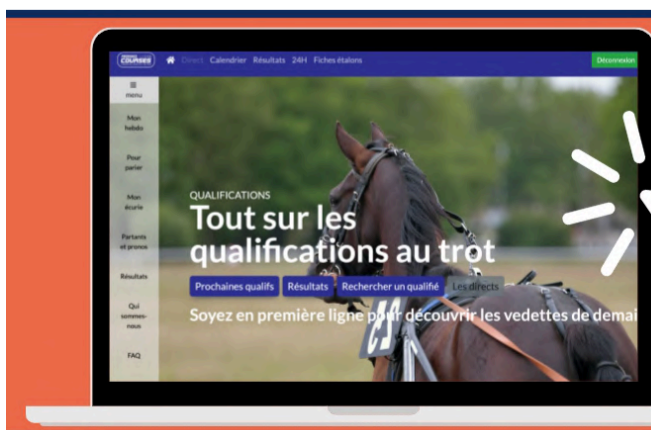 COURSES
Direct Calendrier Résultats 24H Fiches étalons
Déconnexion
menu
Mon
hebdo
Pour
parier
Mon
écurie
Partants
et pronos
Résultats
Qui
sommes-
nous
FAQ
QUALIFICATIONS
Tout sur les
qualifications au trot
Prochaines qualifs Résultats Rechercher un qualifié Les directs
Soyez en première ligne pour découvrir les vedettes de demai